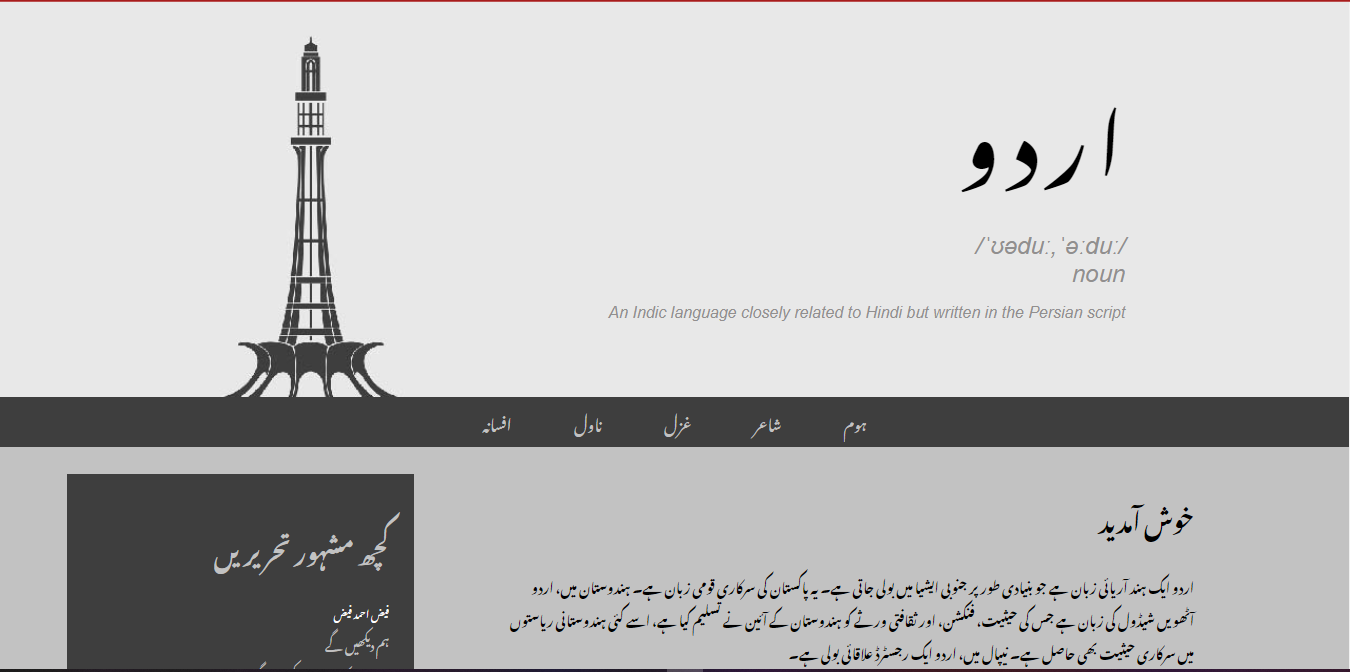 اردو
/ˈʊəduː,ˈəːduː/
noun
An Indic language closely related to Hindi but written in the Persian script
ہوم شاعر غزل ناول افسانہ
خوش آمدید
اردو ایک ہند آریائی زبان ہے جو بنیادی طور پر جنوبی ایشیا میں بولی جاتی ہے۔ یہ پاکستان کی سرکاری قومی زبان ہے۔ ہندوستان میں، اردو
آٹھویں شیڈول کی زبان ہے جس کی حیثیت، فنکشن، اور ثقافتی ورثے کو ہندوستان کے آئین نے تسلیم کیا ہے، اسے کئی ہندوستانی ریاستوں
میں سرکاری حیثیت بھی حاصل ہے۔ نیپال میں، اردو ایک رجسٹرڈ علاقائی بولی ہے۔
کچھ مشہور تحریریں
فیض احمد فیض
ہم دیکھیں گے